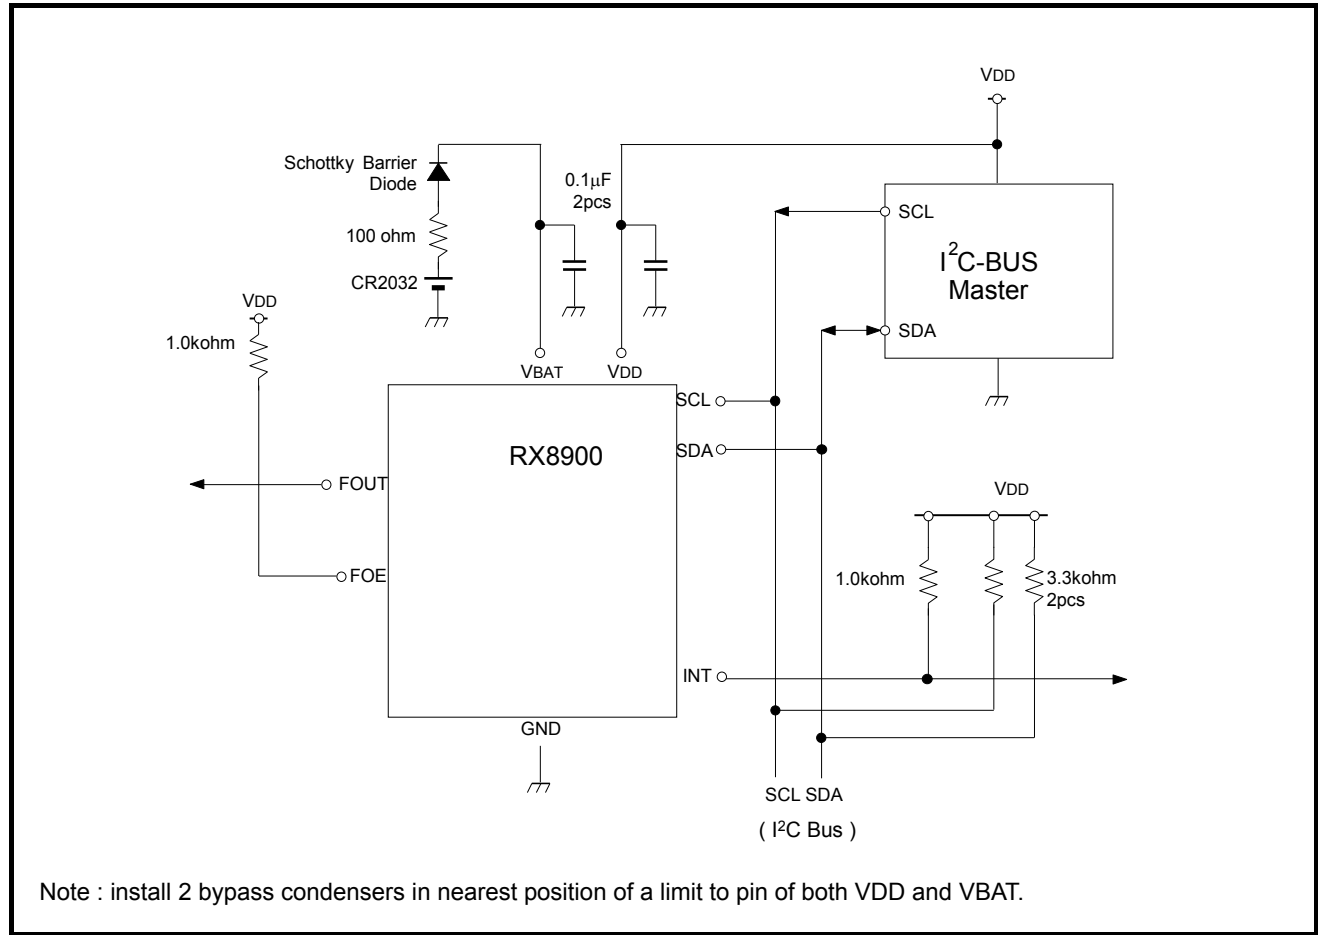 VDD
Schottky Barrier
Diode
0.1μF
2pcs
SCL
100 ohm
I²C-BUS
Master
CR2032
VDD
SDA
1.0kohm
VBAT
VDD
SCL
SDA
RX8900
FOUT
VDD
FOE
1.0kohm
3.3kohm
2pcs
INT
GND
SCL SDA
( I²C Bus )
Note : install 2 bypass condensers in nearest position of a limit to pin of both VDD and VBAT.